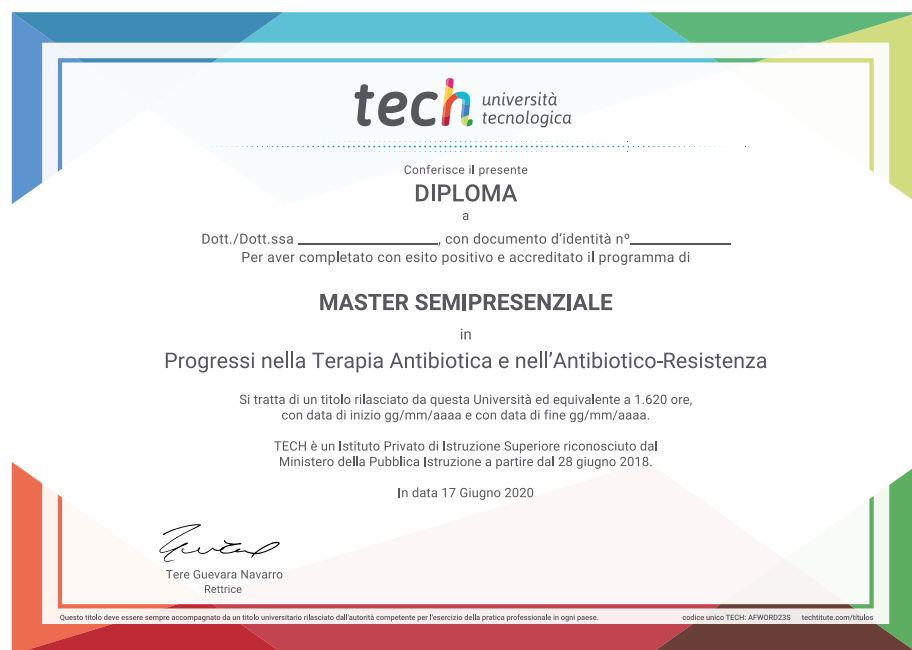 tech università
tecnologica
Conferisce il presente
DIPLOMA
a
Dott./Dott.ssa ________________, con documento d'identità nº____________
Per aver completato con esito positivo e accreditato il programma di
MASTER SEMIPRESENZIALE
in
Progressi nella Terapia Antibiotica e nell'Antibiotico-Resistenza
Si tratta di un titolo rilasciato da questa Università ed equivalente a 1.620 ore,
con data di inizio gg/mm/aaaa e con data di fine gg/mm/aaaa.
TECH è un Istituto Privato di Istruzione Superiore riconosciuto dal
Ministero della Pubblica Istruzione a partire dal 28 giugno 2018.
In data 17 Giugno 2020
Tere Guevara Navarro
Rettrice
Questo titolo deve essere sempre accompagnato da un titolo universitario rilasciato dall'autorità competente per l'esercizio della pratica professionale in ogni paese. codice unico TECH: AFWORD23S techtitute.com/titulos